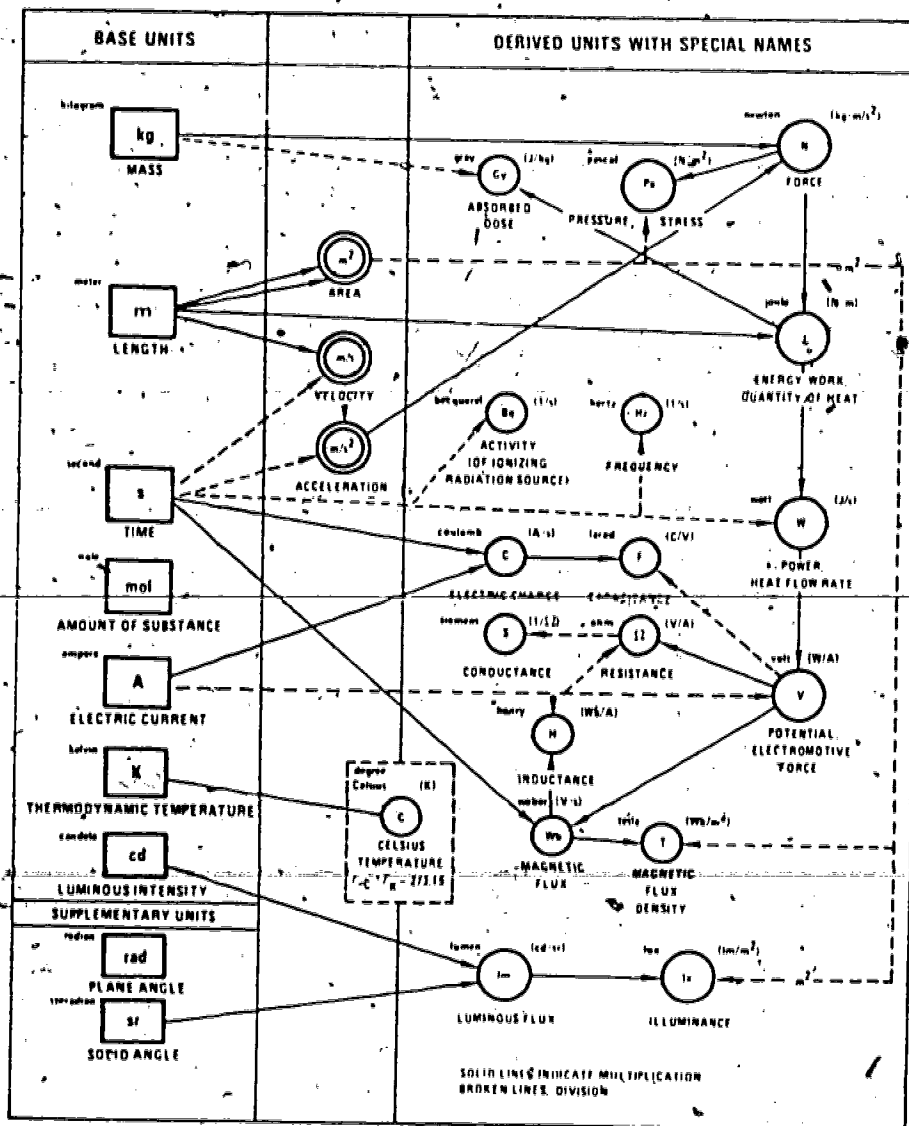 BASE UNITS
DERIVED UNITS WITH SPECIAL NAMES
kilogram
kg
MASS
newton
(kg·m/s²)
N
FORCE
gray
(J/kg)
Gy
ABSORBED
DOSE
pascal
Pa
PRESSURE, STRESS
m²
AREA
m²
meter
m
LENGTH
joule
(N·m)
ENERGY WORK,
QUANTITY OF HEAT
m/s
VELOCITY
m/s²
ACCELERATION
becquerel
(1/s)
Bq
ACTIVITY
(OF IONIZING
RADIATION SOURCE)
hertz
(1/s)
Hz
FREQUENCY
second
s
TIME
watt
(J/s)
W
POWER,
HEAT FLOW RATE
coulomb
(A·s)
C
ELECTRIC CHARGE
farad
(C/V)
F
CAPACITANCE
mole
mol
AMOUNT OF SUBSTANCE
siemens
(1/Ω)
S
CONDUCTANCE
ohm
(V/A)
Ω
RESISTANCE
ampere
A
ELECTRIC CURRENT
volt
(W/A)
V
POTENTIAL,
ELECTROMOTIVE
FORCE
henry
(Wb/A)
H
INDUCTANCE
kelvin
K
THERMODYNAMIC TEMPERATURE
degree
Celsius
(K)
C
CELSIUS
TEMPERATURE
weber
(V·s)
Wb
MAGNETIC
FLUX
tesla
(Wb/m²)
T
MAGNETIC
FLUX
DENSITY
candela
cd
LUMINOUS INTENSITY
SUPPLEMENTARY UNITS
radian
rad
PLANE ANGLE
steradian
sr
SOLID ANGLE
lumen
(cd·sr)
lm
LUMINOUS FLUX
lux
(lm/m²)
lx
ILLUMINANCE
m²
SOLID LINES INDICATE MULTIPLICATION
BROKEN LINES, DIVISION